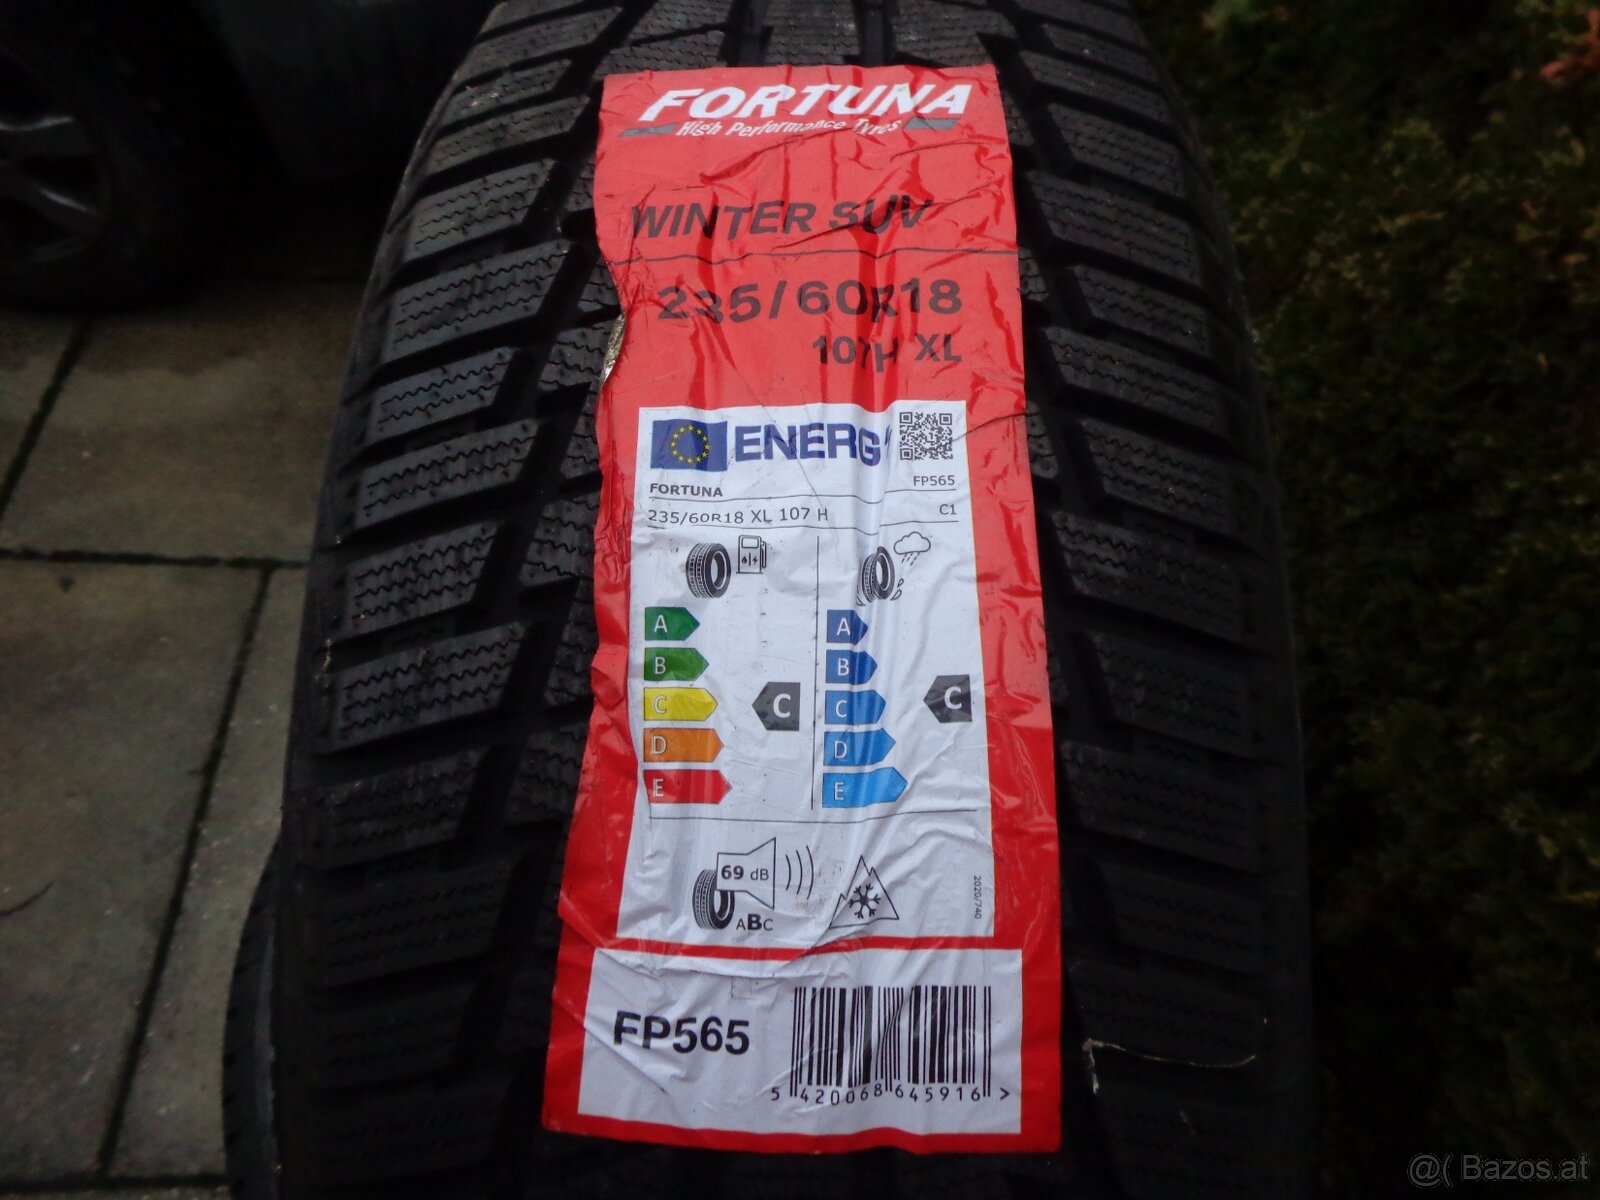 FORTUNA
High Performance Tyres
WINTER SUV
235/60R18
107H XL
ENERG
FORTUNA FP565
235/60R18 XL 107 H C1
A A
B B
C C C C
D D
E E
69 dB
ABC
2020/740
FP565
5 420068 645916 >
@( Bazos.at